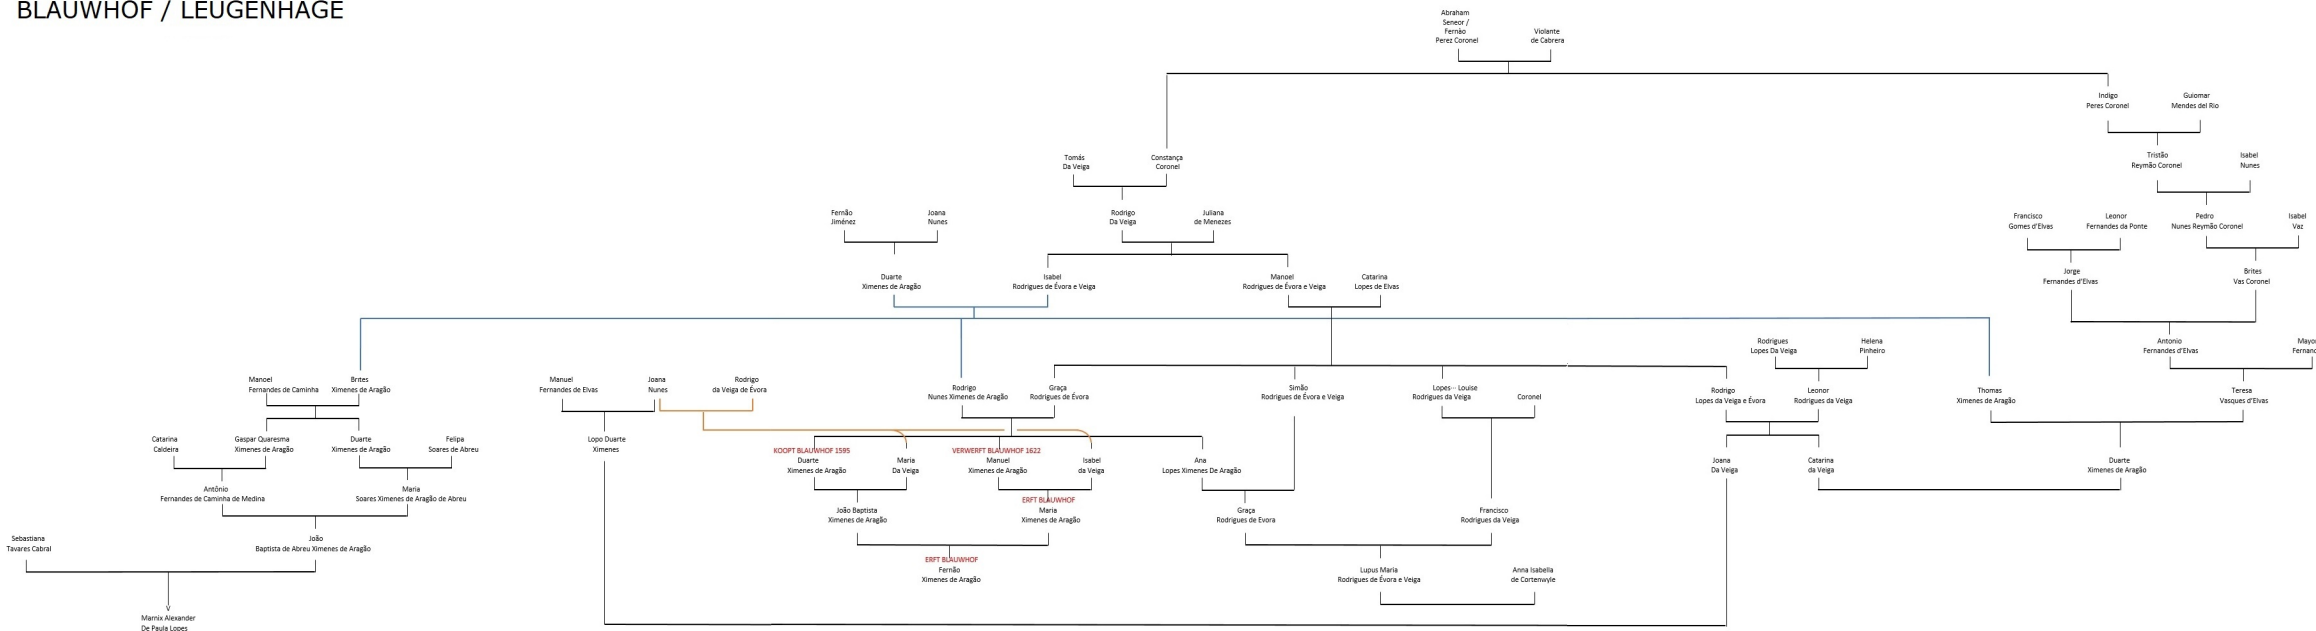 BLAUWHOF / LEUGENHAGE
Abraham
Seneor /
Fernão
Perez Coronel
Violante
de Cabrera
Indigo
Peres Coronel
Guiomar
Mendes del Rio
Tomás
Da Veiga
Constança
Coronel
Tristão
Reymão Coronel
Isabel
Nunes
Fernão
Jiménez
Joana
Nunes
Rodrigo
Da Veiga
Juliana
de Menezes
Francisco
Gomes d'Elvas
Leonor
Fernandes da Ponte
Pedro
Nunes Reymão Coronel
Isabel
Vaz
Duarte
Ximenes de Aragão
Isabel
Rodrigues de Évora e Veiga
Manoel
Rodrigues de Évora e Veiga
Catarina
Lopes de Elvas
Jorge
Fernandes d'Elvas
Brites
Vas Coronel
Rodrigues
Lopes Da Veiga
Helena
Pinheiro
Antonio
Fernandes d'Elvas
Mayo
Fernand
Manoel
Fernandes de Caminha
Brites
Ximenes de Aragão
Manuel
Fernandes de Elvas
Joana
Nunes
Rodrigo
da Veiga de Évora
Rodrigo
Nunes Ximenes de Aragão
Graça
Rodrigues de Évora
Simão
Rodrigues de Évora e Veiga
Lopes··· Louise
Rodrigues da Veiga
Coronel
Rodrigo
Lopes da Veiga e Évora
Leonor
Rodrigues da Veiga
Thomas
Ximenes de Aragão
Teresa
Vasques d'Elvas
Catarina
Caldeira
Gaspar Quaresma
Ximenes de Aragão
Duarte
Ximenes de Aragão
Felipa
Soares de Abreu
Lopo Duarte
Ximenes
KOOPT BLAUWHOF 1595
Duarte
Ximenes de Aragão
Maria
Da Veiga
VERWERFT BLAUWHOF 1622
Manuel
Ximenes de Aragão
Isabel
da Veiga
Ana
Lopes Ximenes De Aragão
Joana
Da Veiga
Catarina
da Veiga
Duarte
Ximenes de Aragão
Antônio
Fernandes de Caminha de Medina
Maria
Soares Ximenes de Aragão de Abreu
João Baptista
Ximenes de Aragão
ERFT BLAUWHOF
Maria
Ximenes de Aragão
Graça
Rodrigues de Evora
Francisco
Rodrigues da Veiga
Sebastiana
Tavares Cabral
João
Baptista de Abreu Ximenes de Aragão
ERFT BLAUWHOF
Fernão
Ximenes de Aragão
Lupus Maria
Rodrigues de Évora e Veiga
Anna Isabella
de Cortenwyle
V
Marnix Alexander
De Paula Lopes